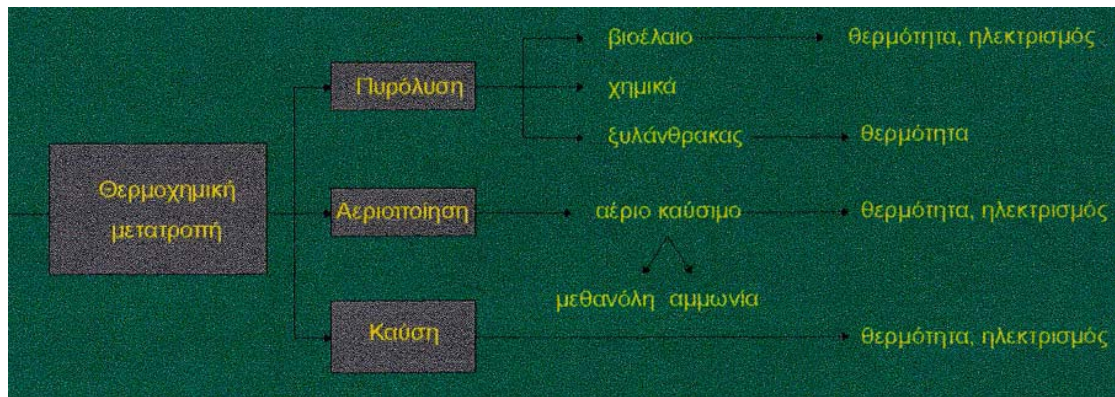 βιοέλαιο θερμότητα, ηλεκτρισμός
Πυρόλυση χημικά
ξυλάνθρακας θερμότητα
Θερμοχημική
μετατροπή
Αεριοποίηση αέριο καύσιμο θερμότητα, ηλεκτρισμός
μεθανόλη αμμωνία
Καύση θερμότητα, ηλεκτρισμός